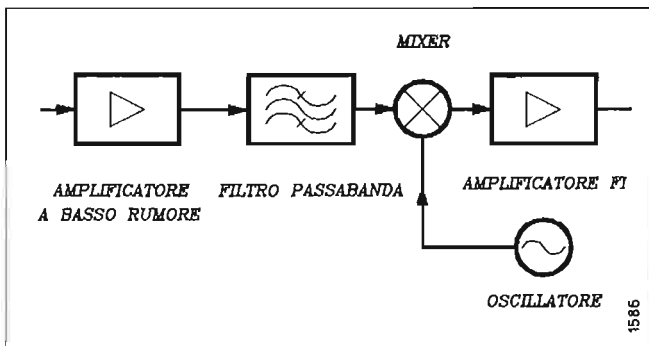 MIXER
AMPLIFICATORE
A BASSO RUMORE
FILTRO PASSABANDA
AMPLIFICATORE FI
OSCILLATORE
1586